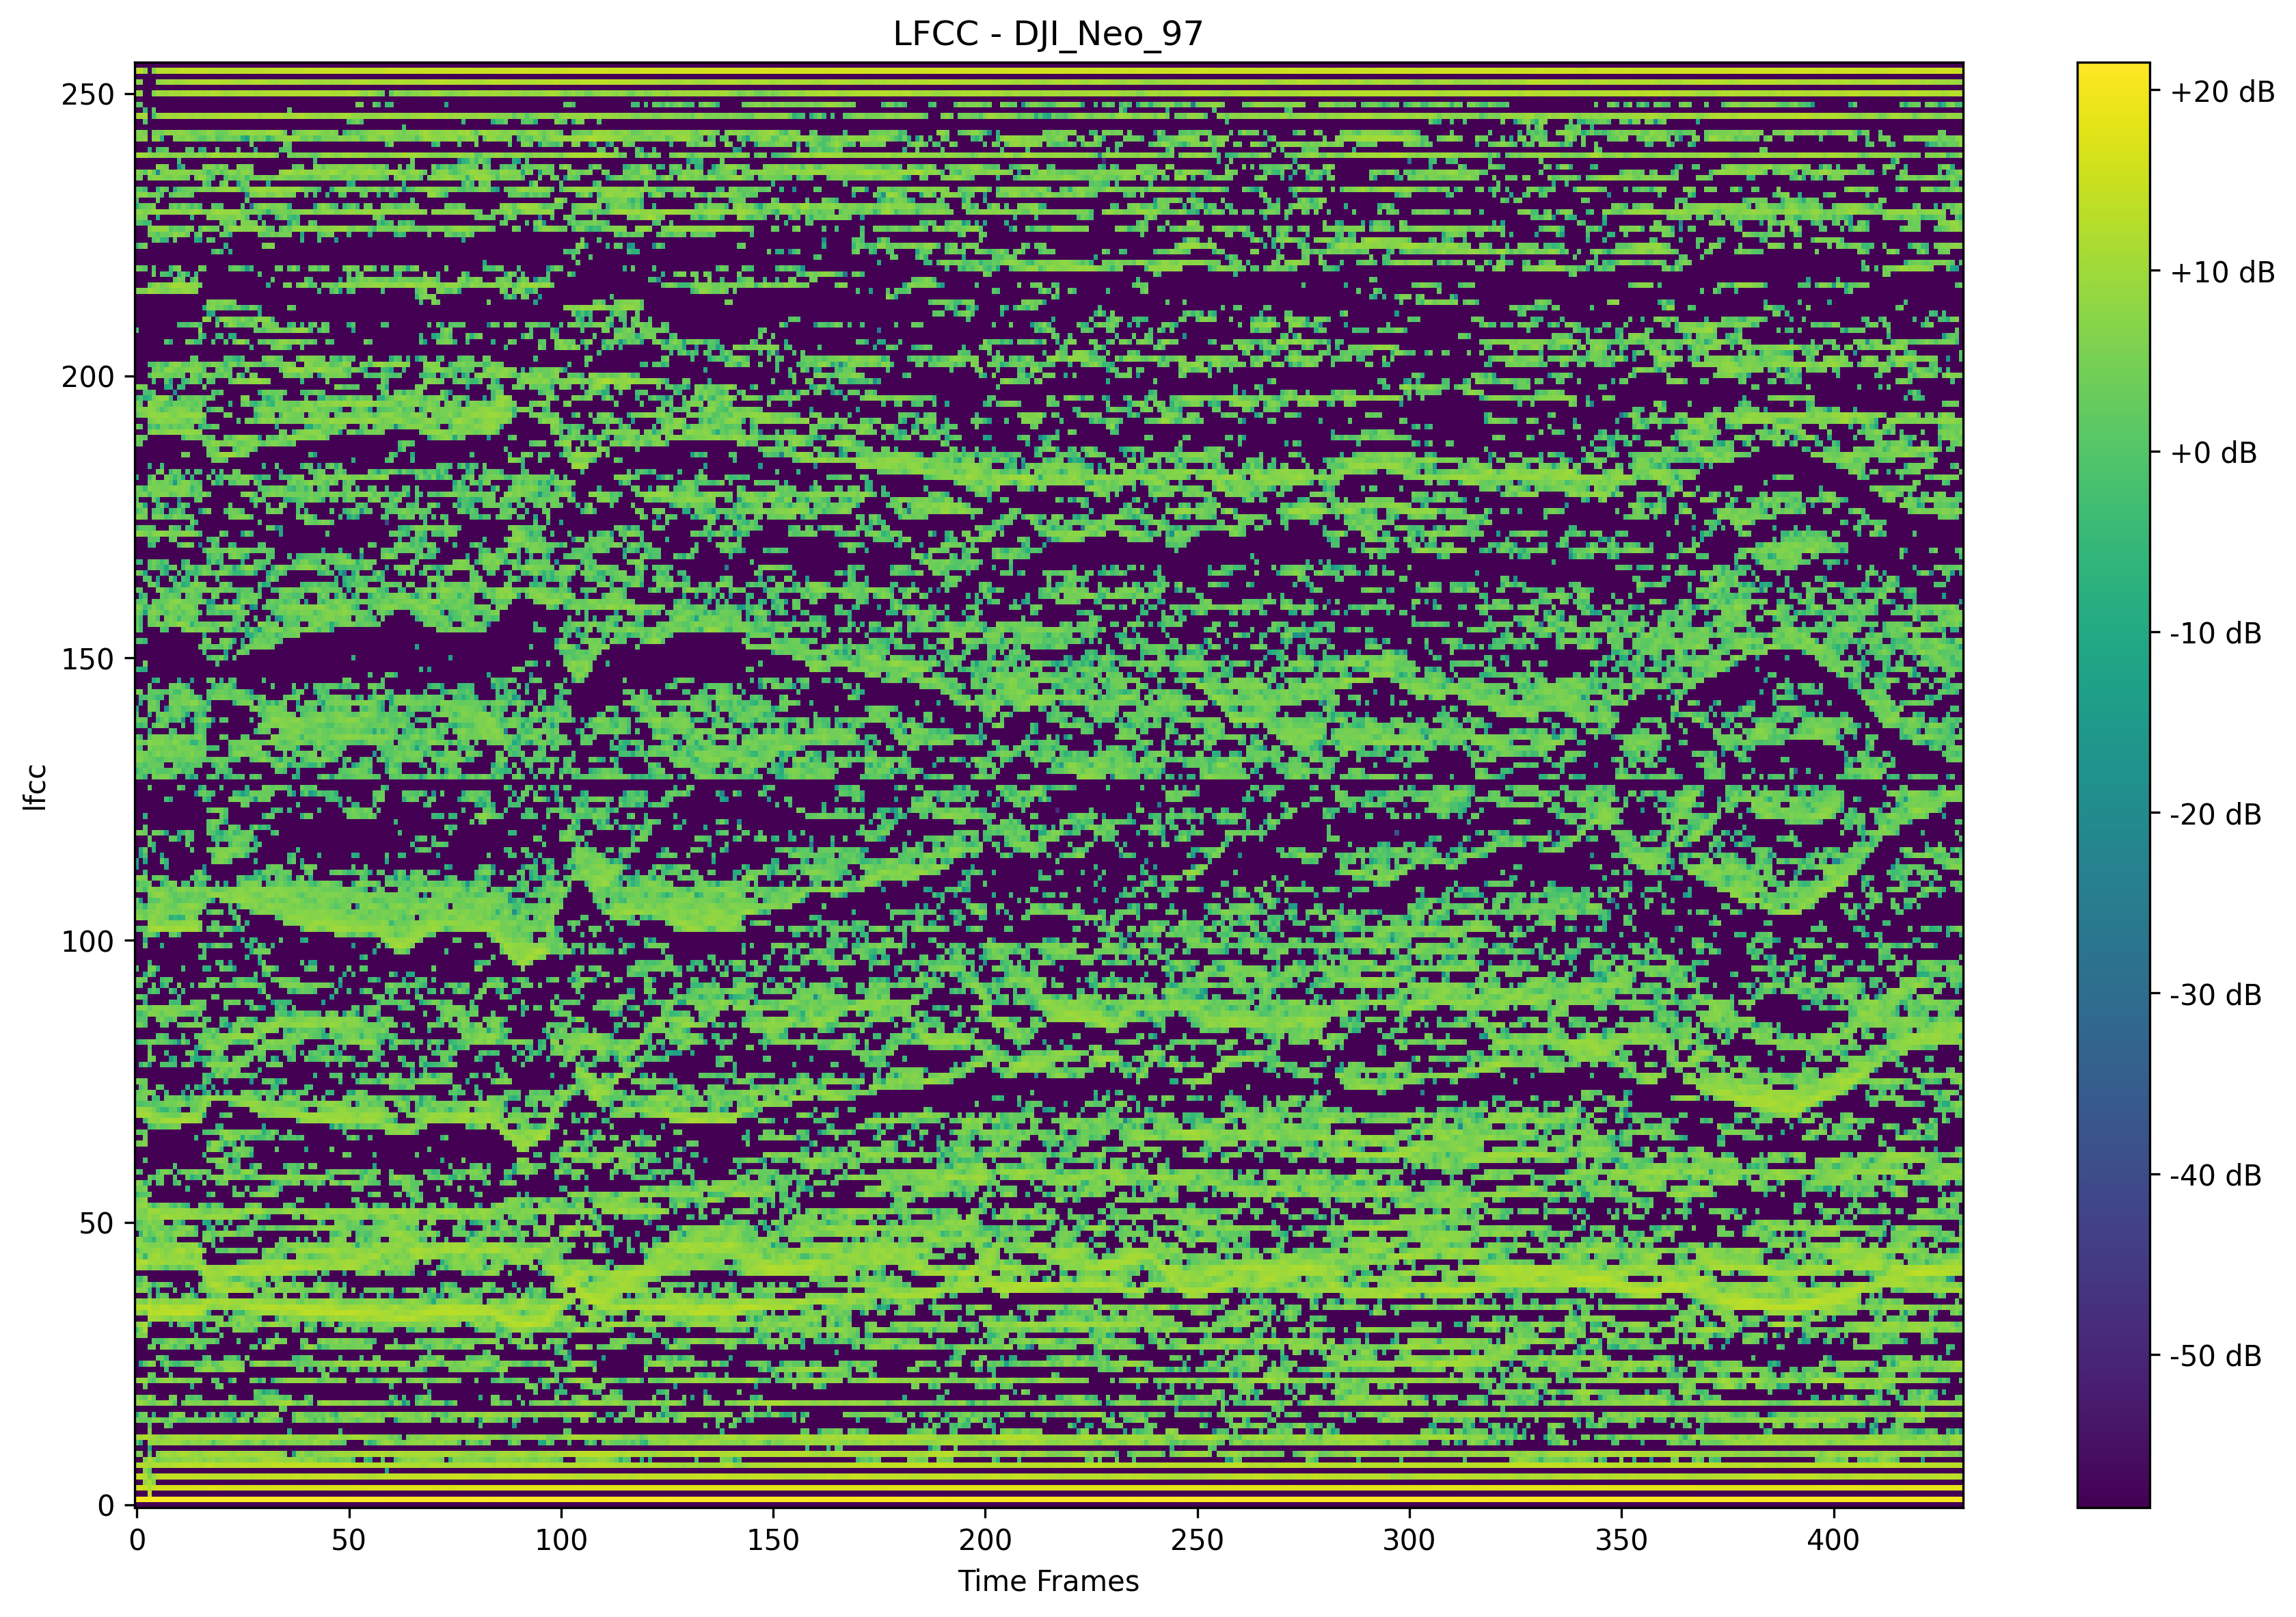 LFCC - DJI_Neo_97
250
200
150
100
50
0
lfcc
0 50 100 150 200 250 300 350 400
Time Frames
+20 dB
+10 dB
+0 dB
-10 dB
-20 dB
-30 dB
-40 dB
-50 dB